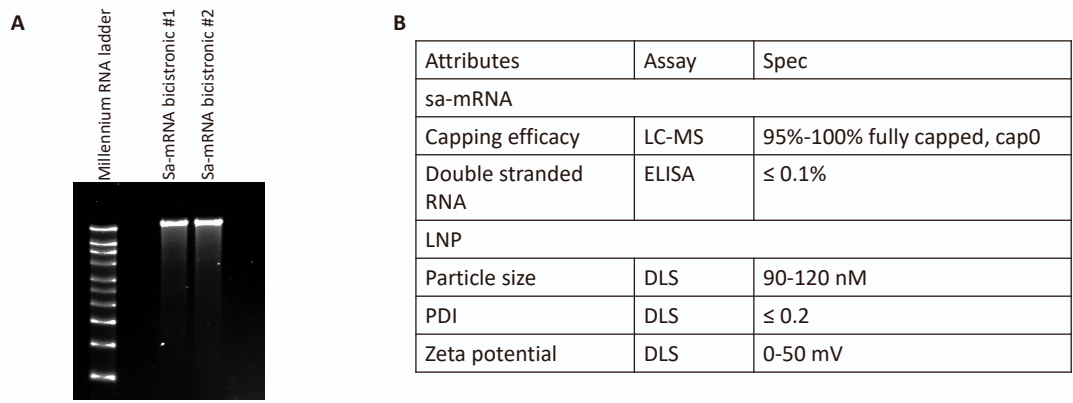 A
Millennium RNA ladder
Sa-mRNA bicistronic #1
Sa-mRNA bicistronic #2
B
Attributes Assay Spec
sa-mRNA
Capping efficacy LC-MS 95%-100% fully capped, cap0
Double stranded ELISA ≤ 0.1%
RNA
LNP
Particle size DLS 90-120 nM
PDI DLS ≤ 0.2
Zeta potential DLS 0-50 mV